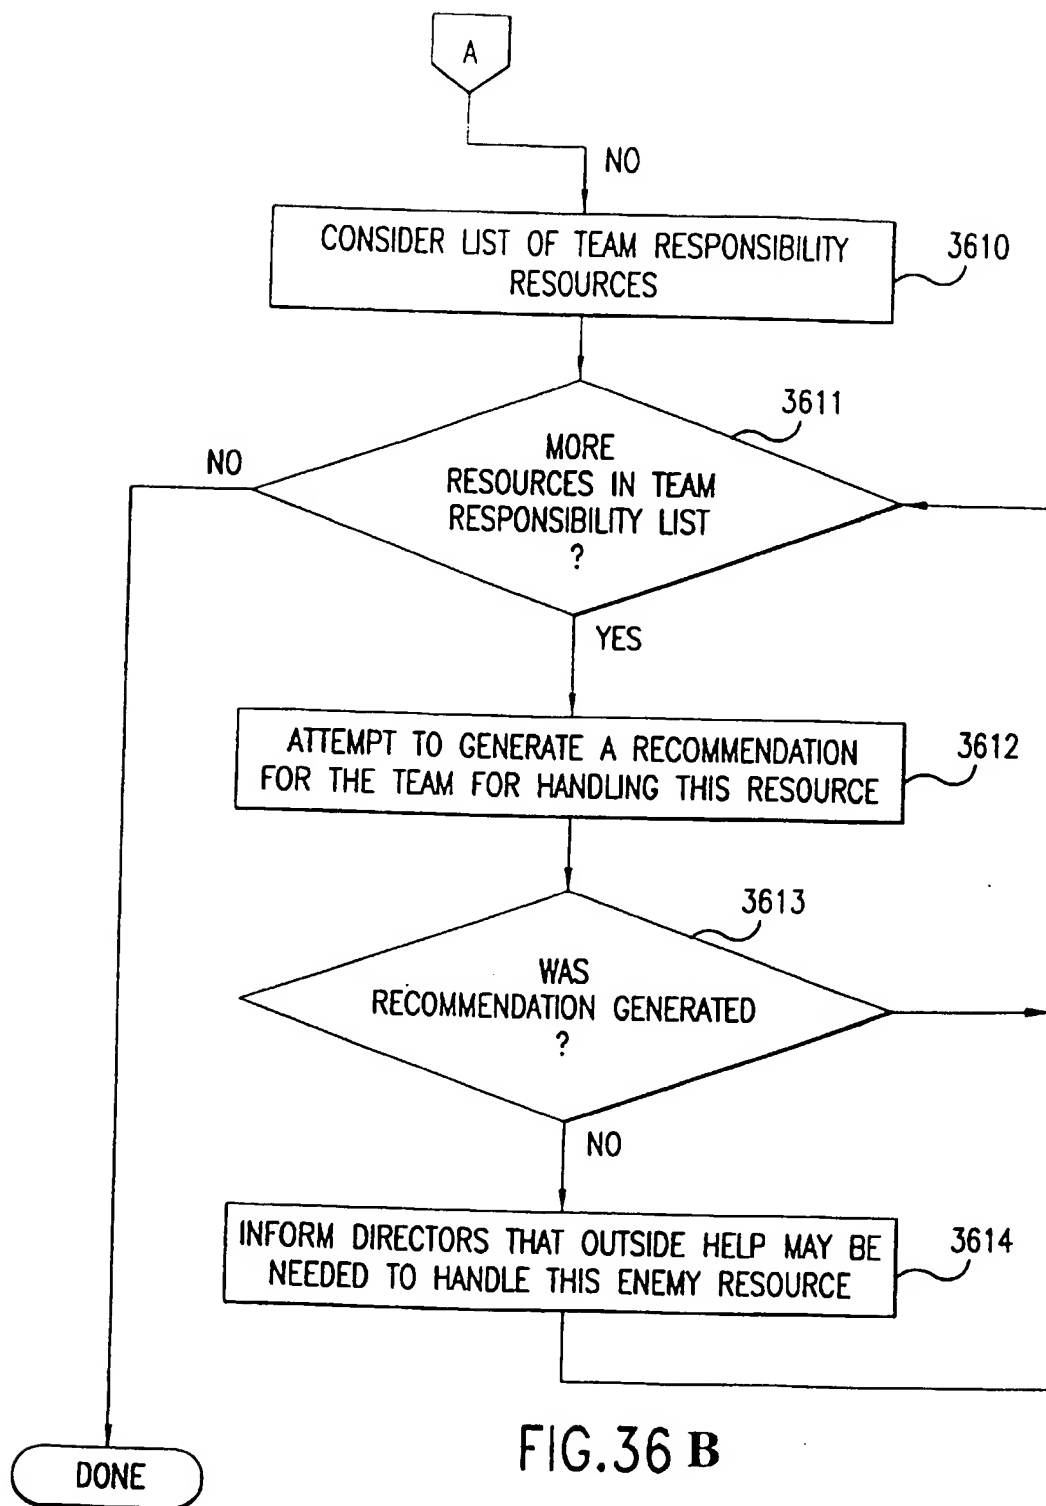 A
NO
CONSIDER LIST OF TEAM RESPONSIBILITY
RESOURCES
3610
3611
NO
MORE
RESOURCES IN TEAM
RESPONSIBILITY LIST
?
YES
ATTEMPT TO GENERATE A RECOMMENDATION
FOR THE TEAM FOR HANDLING THIS RESOURCE
3612
3613
WAS
RECOMMENDATION GENERATED
?
NO
INFORM DIRECTORS THAT OUTSIDE HELP MAY BE
NEEDED TO HANDLE THIS ENEMY RESOURCE
3614
DONE
FIG.36 B